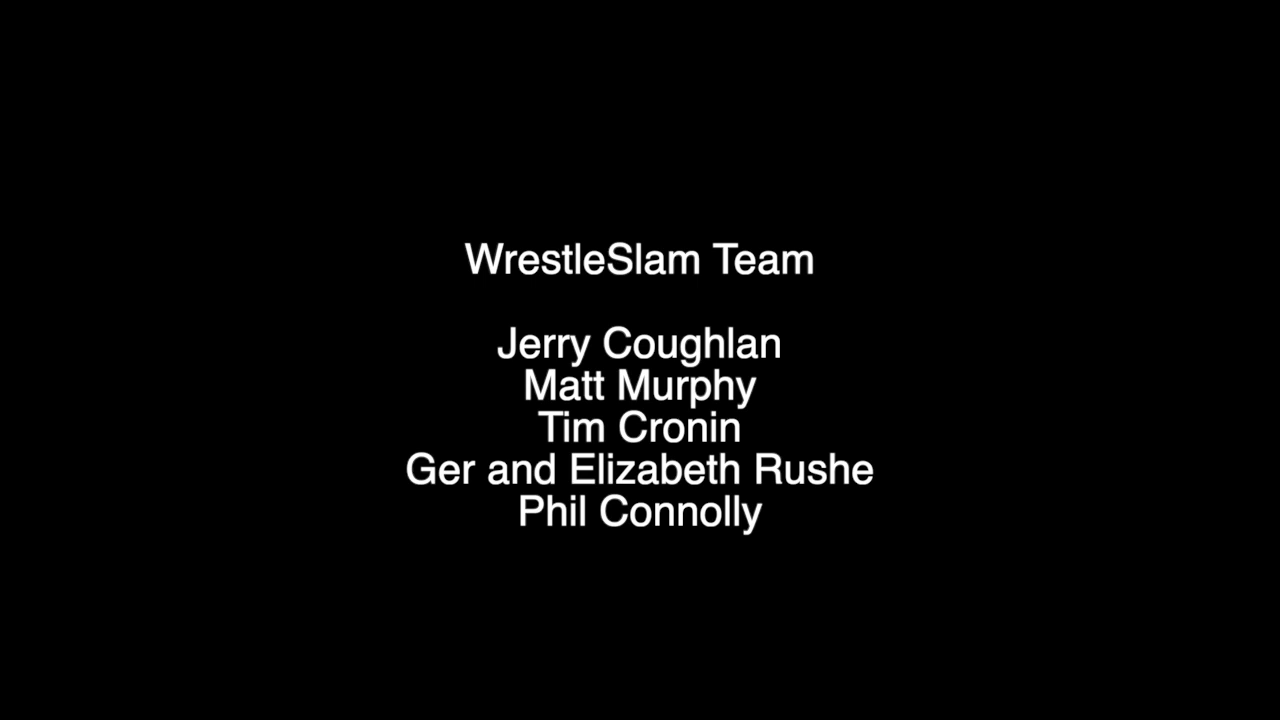 WrestleSlam Team
Jerry Coughlan
Matt Murphy
Tim Cronin
Ger and Elizabeth Rushe
Phil Connolly